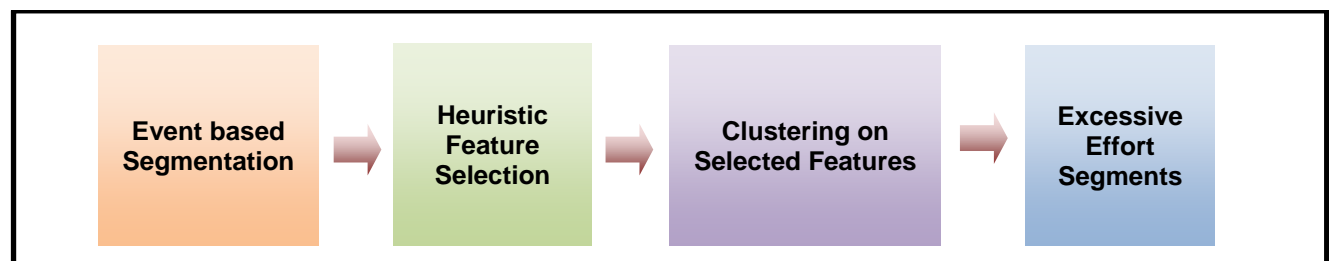 Event based
Segmentation
Heuristic
Feature
Selection
Clustering on
Selected Features
Excessive
Effort
Segments